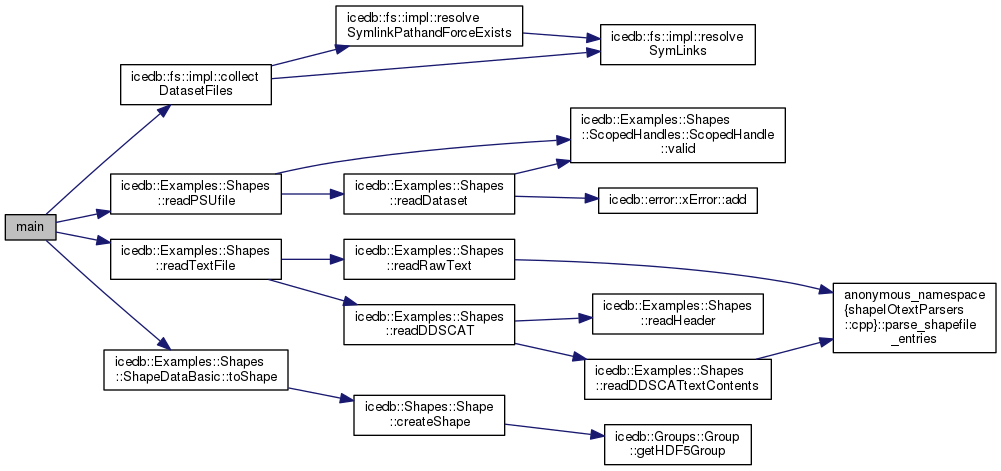 main
icedb::fs::impl::collect
DatasetFiles
icedb::fs::impl::resolve
SymlinkPathandForceExists
icedb::fs::impl::resolve
SymLinks
icedb::Examples::Shapes
::readPSUfile
icedb::Examples::Shapes
::ScopedHandles::ScopedHandle
::valid
icedb::Examples::Shapes
::readDataset
icedb::error::xError::add
icedb::Examples::Shapes
::readTextFile
icedb::Examples::Shapes
::readRawText
icedb::Examples::Shapes
::readDDSCAT
icedb::Examples::Shapes
::readHeader
icedb::Examples::Shapes
::readDDSCATtextContents
anonymous_namespace
{shapeIOtextParsers
::cpp}::parse_shapefile
_entries
icedb::Examples::Shapes
::ShapeDataBasic::toShape
icedb::Shapes::Shape
::createShape
icedb::Groups::Group
::getHDF5Group